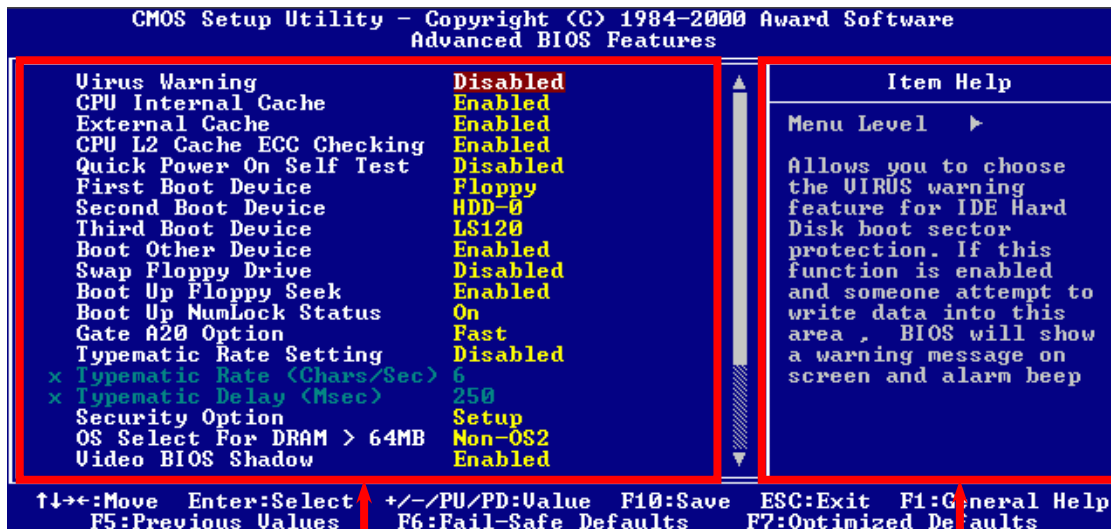 CMOS Setup Utility – Copyright (C) 1984–2000 Award Software
Advanced BIOS Features
Virus Warning Disabled
CPU Internal Cache Enabled
External Cache Enabled
CPU L2 Cache ECC Checking Enabled
Quick Power On Self Test Disabled
First Boot Device Floppy
Second Boot Device HDD-0
Third Boot Device LS120
Boot Other Device Enabled
Swap Floppy Drive Disabled
Boot Up Floppy Seek Enabled
Boot Up NumLock Status On
Gate A20 Option Fast
Typematic Rate Setting Disabled
x Typematic Rate (Chars/Sec) 6
x Typematic Delay (Msec) 250
Security Option Setup
OS Select For DRAM > 64MB Non-OS2
Video BIOS Shadow Enabled
Item Help
Menu Level ►
Allows you to choose
the VIRUS warning
feature for IDE Hard
Disk boot sector
protection. If this
function is enabled
and someone attempt to
write data into this
area , BIOS will show
a warning message on
screen and alarm beep
↑↓→←:Move Enter:Select +/-/PU/PD:Value F10:Save ESC:Exit F1:General Help
F5:Previous Values F6:Fail-Safe Defaults F7:Optimized Defaults